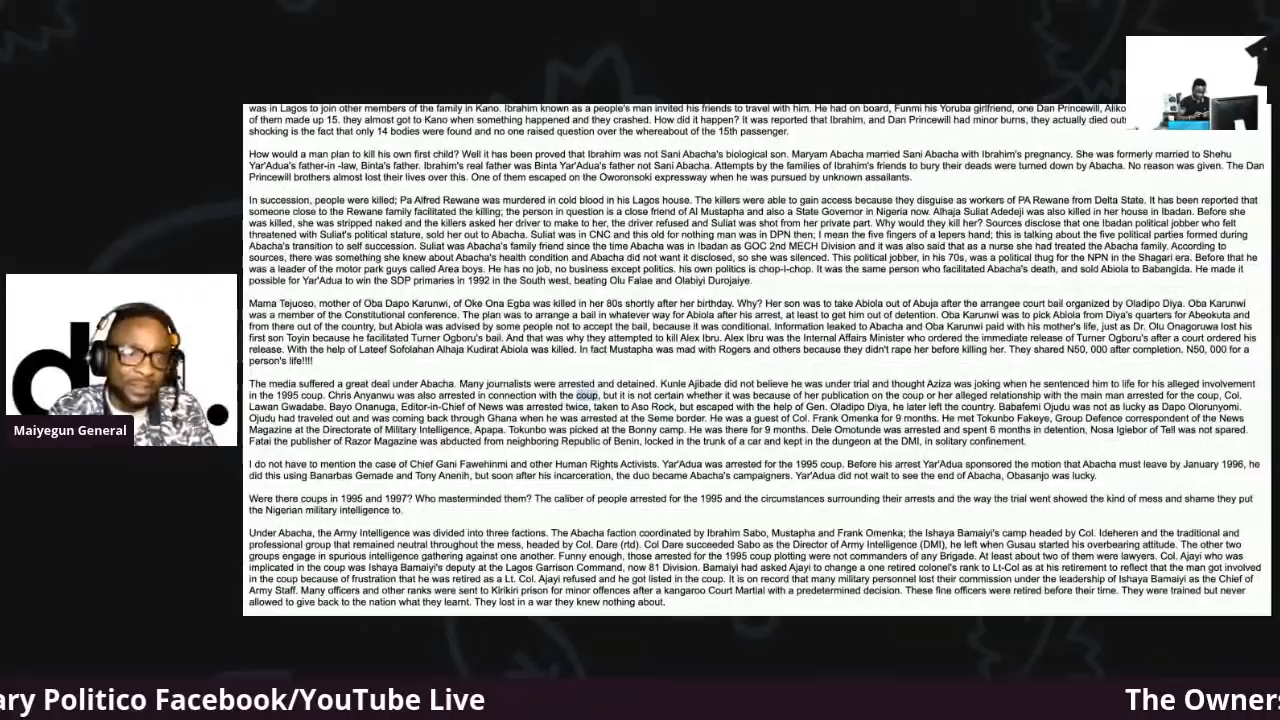 was in Lagos to join other members of the family in Kano. Ibrahim known as a people's man invited his friends to travel with him. He had on board, Funmi his Yoruba girlfriend, one Dan Princewill, Aliko
of them made up 15. they almost got to Kano when something happened and they crashed. How did it happen? It was reported that Ibrahim, and Dan Princewill had minor burns, they actually died outs
shocking is the fact that only 14 bodies were found and no one raised question over the whereabout of the 15th passenger.
How would a man plan to kill his own first child? Well it has been proved that Ibrahim was not Sani Abacha's biological son. Maryam Abacha married Sani Abacha with Ibrahim's pregnancy. She was formerly married to Shehu
Yar'Adua's father-in -law, Binta's father. Ibrahim's real father was Binta Yar'Adua's father not Sani Abacha. Attempts by the families of Ibrahim's friends to bury their deads were turned down by Abacha. No reason was given. The Dan
Princewill brothers almost lost their lives over this. One of them escaped on the Oworonsoki expressway when he was pursued by unknown assailants.
In succession, people were killed; Pa Alfred Rewane was murdered in cold blood in his Lagos house. The killers were able to gain access because they disguise as workers of PA Rewane from Delta State. It has been reported that
someone close to the Rewane family facilitated the killing; the person in question is a close friend of Al Mustapha and also a State Governor in Nigeria now. Alhaja Suliat Adedeji was also killed in her house in Ibadan. Before she
was killed, she was stripped naked and the killers asked her driver to make to her, the driver refused and Suliat was shot from her private part. Why would they kill her? Sources disclose that one Ibadan political jobber who felt
threatened with Suliat's political stature, sold her out to Abacha. Suliat was in CNC and this old for nothing man was in DPN then; I mean the five fingers of a lepers hand; this is talking about the five political parties formed during
Abacha's transition to self succession. Suliat was Abacha's family friend since the time Abacha was in Ibadan as GOC 2nd MECH Division and it was also said that as a nurse she had treated the Abacha family. According to
sources, there was something she knew about Abacha's health condition and Abacha did not want it disclosed, so she was silenced. This political jobber, in his 70s, was a political thug for the NPN in the Shagari era. Before that he
was a leader of the motor park guys called Area boys. He has no job, no business except politics. his own politics is chop-I-chop. It was the same person who facilitated Abacha's death, and sold Abiola to Babangida. He made it
possible for Yar'Adua to win the SDP primaries in 1992 in the South west, beating Olu Falae and Olabiyi Durojaiye.
Mama Tejuoso, mother of Oba Dapo Karunwi, of Oke Ona Egba was killed in her 80s shortly after her birthday. Why? Her son was to take Abiola out of Abuja after the arrangee court bail organized by Oladipo Diya. Oba Karunwi
was a member of the Constitutional conference. The plan was to arrange a bail in whatever way for Abiola after his arrest, at least to get him out of detention. Oba Karunwi was to pick Abiola from Diya's quarters for Abeokuta and
from there out of the country, but Abiola was advised by some people not to accept the bail, because it was conditional. Information leaked to Abacha and Oba Karunwi paid with his mother's life, just as Dr. Olu Onagoruwa lost his
first son Toyin because he facilitated Turner Ogboru's bail. And that was why they attempted to kill Alex Ibru. Alex Ibru was the Internal Affairs Minister who ordered the immediate release of Turner Ogboru's after a court ordered his
release. With the help of Lateef Sofolahan Alhaja Kudirat Abiola was killed. In fact Mustapha was mad with Rogers and others because they didn't rape her before killing her. They shared N50, 000 after completion. N50, 000 for a
person's life!!!!
The media suffered a great deal under Abacha. Many journalists were arrested and detained. Kunle Ajibade did not believe he was under trial and thought Aziza was joking when he sentenced him to life for his alleged involvement
in the 1995 coup. Chris Anyanwu was also arrested in connection with the coup, but it is not certain whether it was because of her publication on the coup or her alleged relationship with the main man arrested for the coup, Col.
Lawan Gwadabe. Bayo Onanuga, Editor-in-Chief of News was arrested twice, taken to Aso Rock, but escaped with the help of Gen. Oladipo Diya, he later left the country. Babafemi Ojudu was not as lucky as Dapo Olorunyomi.
Ojudu had traveled out and was coming back through Ghana when he was arrested at the Seme border. He was a guest of Col. Frank Omenka for 9 months. He met Tokunbo Fakeye, Group Defence correspondent of the News
Magazine at the Directorate of Military Intelligence, Apapa. Tokunbo was picked at the Bonny camp. He was there for 9 months. Dele Omotunde was arrested and spent 6 months in detention, Nosa Igiebor of Tell was not spared.
Fatai the publisher of Razor Magazine was abducted from neighboring Republic of Benin, locked in the trunk of a car and kept in the dungeon at the DMI, in solitary confinement.
I do not have to mention the case of Chief Gani Fawehinmi and other Human Rights Activists. Yar'Adua was arrested for the 1995 coup. Before his arrest Yar'Adua sponsored the motion that Abacha must leave by January 1996, he
did this using Banarbas Gemade and Tony Anenih, but soon after his incarceration, the duo became Abacha's campaigners. Yar'Adua did not wait to see the end of Abacha, Obasanjo was lucky.
Were there coups in 1995 and 1997? Who masterminded them? The caliber of people arrested for the 1995 and the circumstances surrounding their arrests and the way the trial went showed the kind of mess and shame they put
the Nigerian military intelligence to.
Under Abacha, the Army Intelligence was divided into three factions. The Abacha faction coordinated by Ibrahim Sabo, Mustapha and Frank Omenka; the Ishaya Bamaiyi's camp headed by Col. Ideheren and the traditional and
professional group that remained neutral throughout the mess, headed by Col. Dare (rtd). Col Dare succeeded Sabo as the Director of Army Intelligence (DMI), he left when Gusau started his overbearing attitude. The other two
groups engage in spurious intelligence gathering against one another. Funny enough, those arrested for the 1995 coup plotting were not commanders of any Brigade. At least about two of them were lawyers. Col. Ajayi who was
implicated in the coup was Ishaya Bamaiyi's deputy at the Lagos Garrison Command, now 81 Division. Bamaiyi had asked Ajayi to change a one retired colonel's rank to Lt-Col as at his retirement to reflect that the man got involved
in the coup because of frustration that he was retired as a Lt. Col. Ajayi refused and he got listed in the coup. It is on record that many military personnel lost their commission under the leadership of Ishaya Bamaiyi as the Chief of
Army Staff. Many officers and other ranks were sent to Kirikiri prison for minor offences after a kangaroo Court Martial with a predetermined decision. These fine officers were retired before their time. They were trained but never
allowed to give back to the nation what they learnt. They lost in a war they knew nothing about.
d.
Maiyegun General
ary Politico Facebook/YouTube Live
The Owners